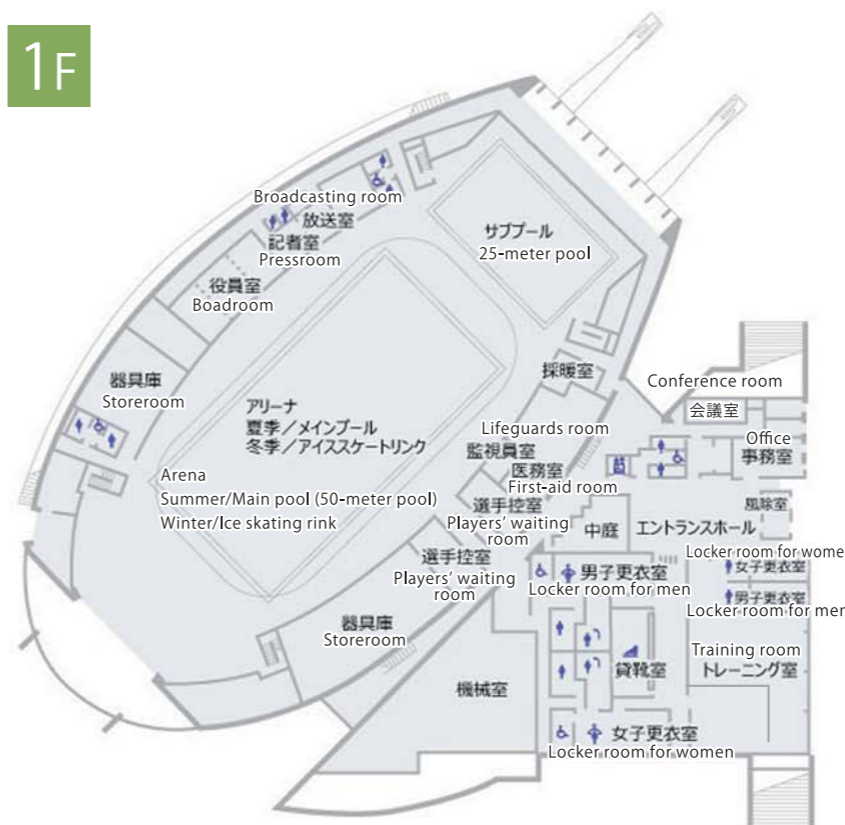 1F
Broadcasting room
放送室
記者室
Pressroom
役員室
Boadroom
サブプール
25-meter pool
器具庫
Storeroom
採暖室
アリーナ
夏季／メインプール
冬季／アイススケートリンク
Arena
Summer/Main pool (50-meter pool)
Winter/Ice skating rink
Lifeguards room
監視員室
医務室
First-aid room
選手控室
Players’ waiting
room
選手控室
Players’ waiting
room
器具庫
Storeroom
機械室
Conference room
会議室
Office
事務室
風除室
中庭
エントランスホール
Locker room for wome
女子更衣室
男子更衣室
Locker room for men
男子更衣室
Locker room for men
Training room
トレーニング室
貸靴室
女子更衣室
Locker room for women